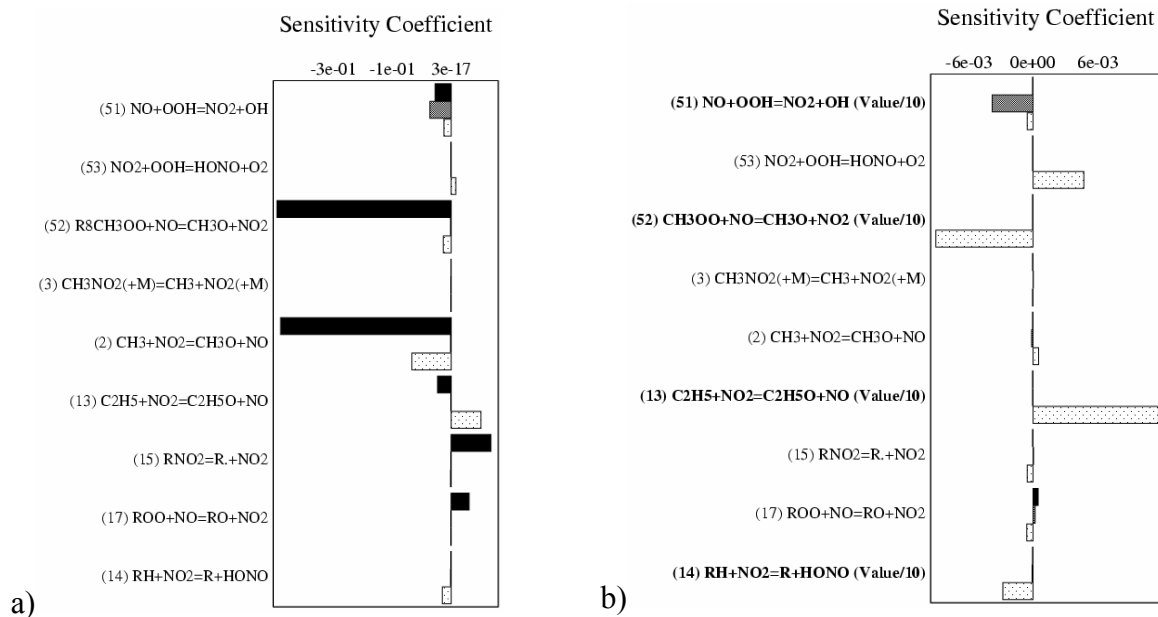 Sensitivity Coefficient
-3e-01 -1e-01 3e-17
(51) NO+OOH=NO2+OH
(53) NO2+OOH=HONO+O2
(52) R8CH3OO+NO=CH3O+NO2
(3) CH3NO2(+M)=CH3+NO2(+M)
(2) CH3+NO2=CH3O+NO
(13) C2H5+NO2=C2H5O+NO
(15) RNO2=R.+NO2
(17) ROO+NO=RO+NO2
(14) RH+NO2=R+HONO
a)
Sensitivity Coefficient
-6e-03 0e+00 6e-03
(51) NO+OOH=NO2+OH (Value/10)
(53) NO2+OOH=HONO+O2
(52) CH3OO+NO=CH3O+NO2 (Value/10)
(3) CH3NO2(+M)=CH3+NO2(+M)
(2) CH3+NO2=CH3O+NO
(13) C2H5+NO2=C2H5O+NO (Value/10)
(15) RNO2=R.+NO2
(17) ROO+NO=RO+NO2
(14) RH+NO2=R+HONO (Value/10)
b)